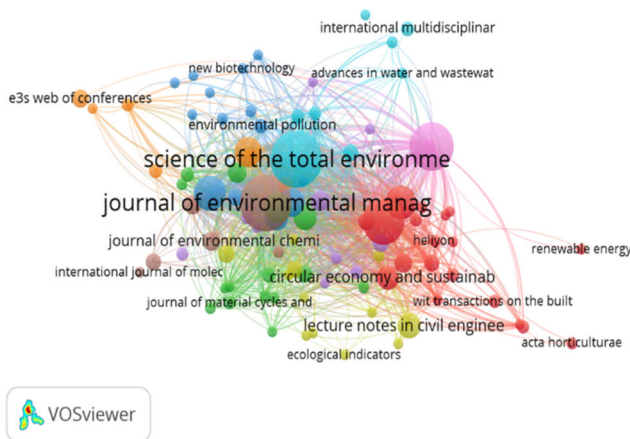 international multidisciplinar
new biotechnology
advances in water and wastewat
e3s web of conferences
environmental pollution
science of the total environme
journal of environmental manag
journal of environmental chemi
heliyon
renewable energy
international journal of molec
circular economy and sustainab
journal of material cycles and
wit transactions on the built
lecture notes in civil enginee
acta horticulturae
ecological indicators
VOSviewer